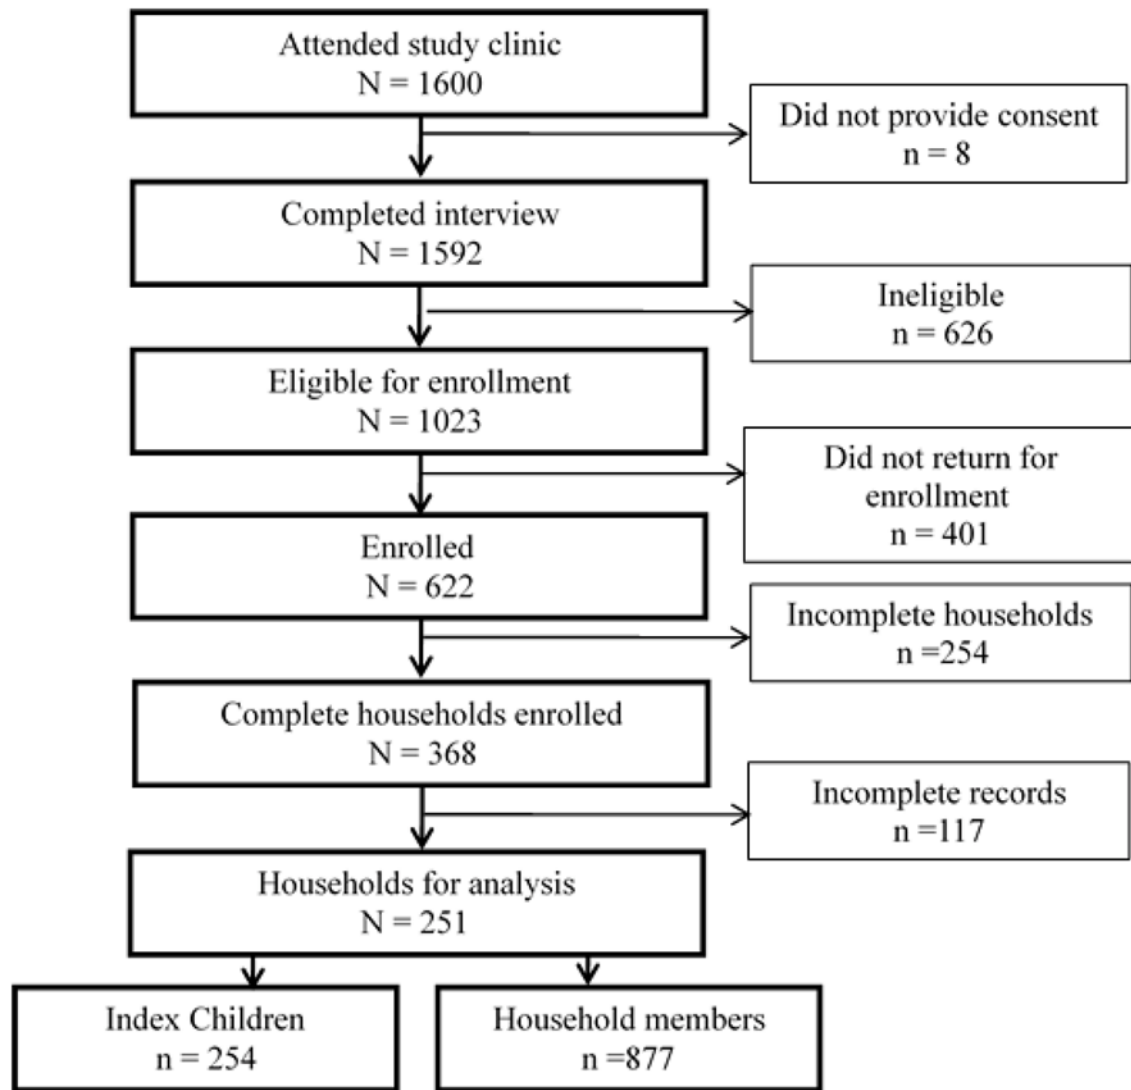 Attended study clinic
N = 1600
Did not provide consent
n = 8
Completed interview
N = 1592
Ineligible
n = 626
Eligible for enrollment
N = 1023
Did not return for
enrollment
n = 401
Enrolled
N = 622
Incomplete households
n =254
Complete households enrolled
N = 368
Incomplete records
n =117
Households for analysis
N = 251
Index Children
n = 254
Household members
n =877